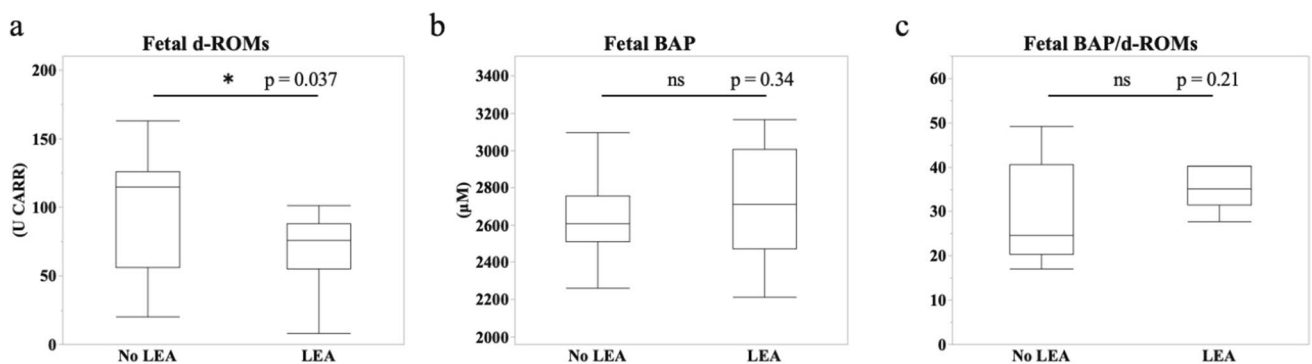 a
Fetal d-ROMs
200
150
100
50
0
(U CARR)
* p = 0.037
No LEA
LEA
b
Fetal BAP
3400
3200
3000
2800
2600
2400
2200
2000
(µM)
ns p = 0.34
No LEA
LEA
c
Fetal BAP/d-ROMs
60
50
40
30
20
10
0
ns p = 0.21
No LEA
LEA